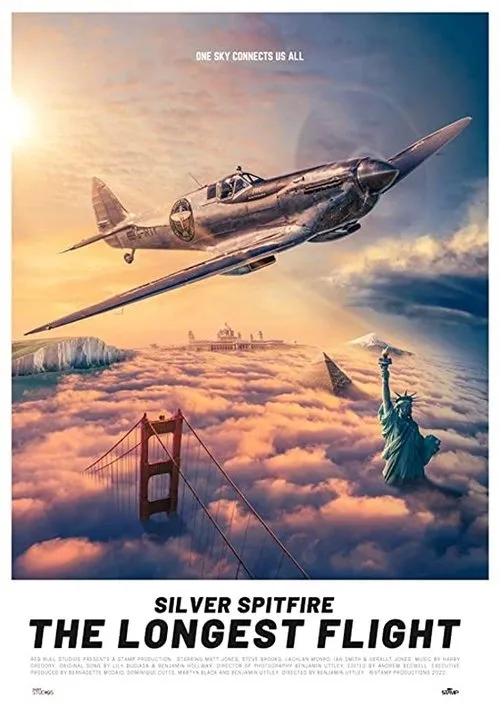 ONE SKY CONNECTS US ALL
SILVER SPITFIRE
THE LONGEST FLIGHT
RED BULL STUDIOS PRESENTS A STAMP PRODUCTION STARRING MATT JONES, STEVE BROOKS, LACHLAN MONRO, IAN SMITH & GERALLT JONES. MUSIC BY HARRY
GREGORY. ORIGINAL SONG BY LILY BUDIASA & BENJAMIN HOLLWAY. DIRECTOR OF PHOTOGRAPHY BENJAMIN UTTLEY. EDITED BY ANDREW BEDWELL. EXECUTIVE
PRODUCED BY BERNADETTE MCDAID, DOMINIQUE CUTTS, MARTYN BLACK AND BENJAMIN UTTLEY. DIRECTED BY BENJAMIN UTTLEY. ©STAMP PRODUCTIONS 2022
STUDIOS
STAMP